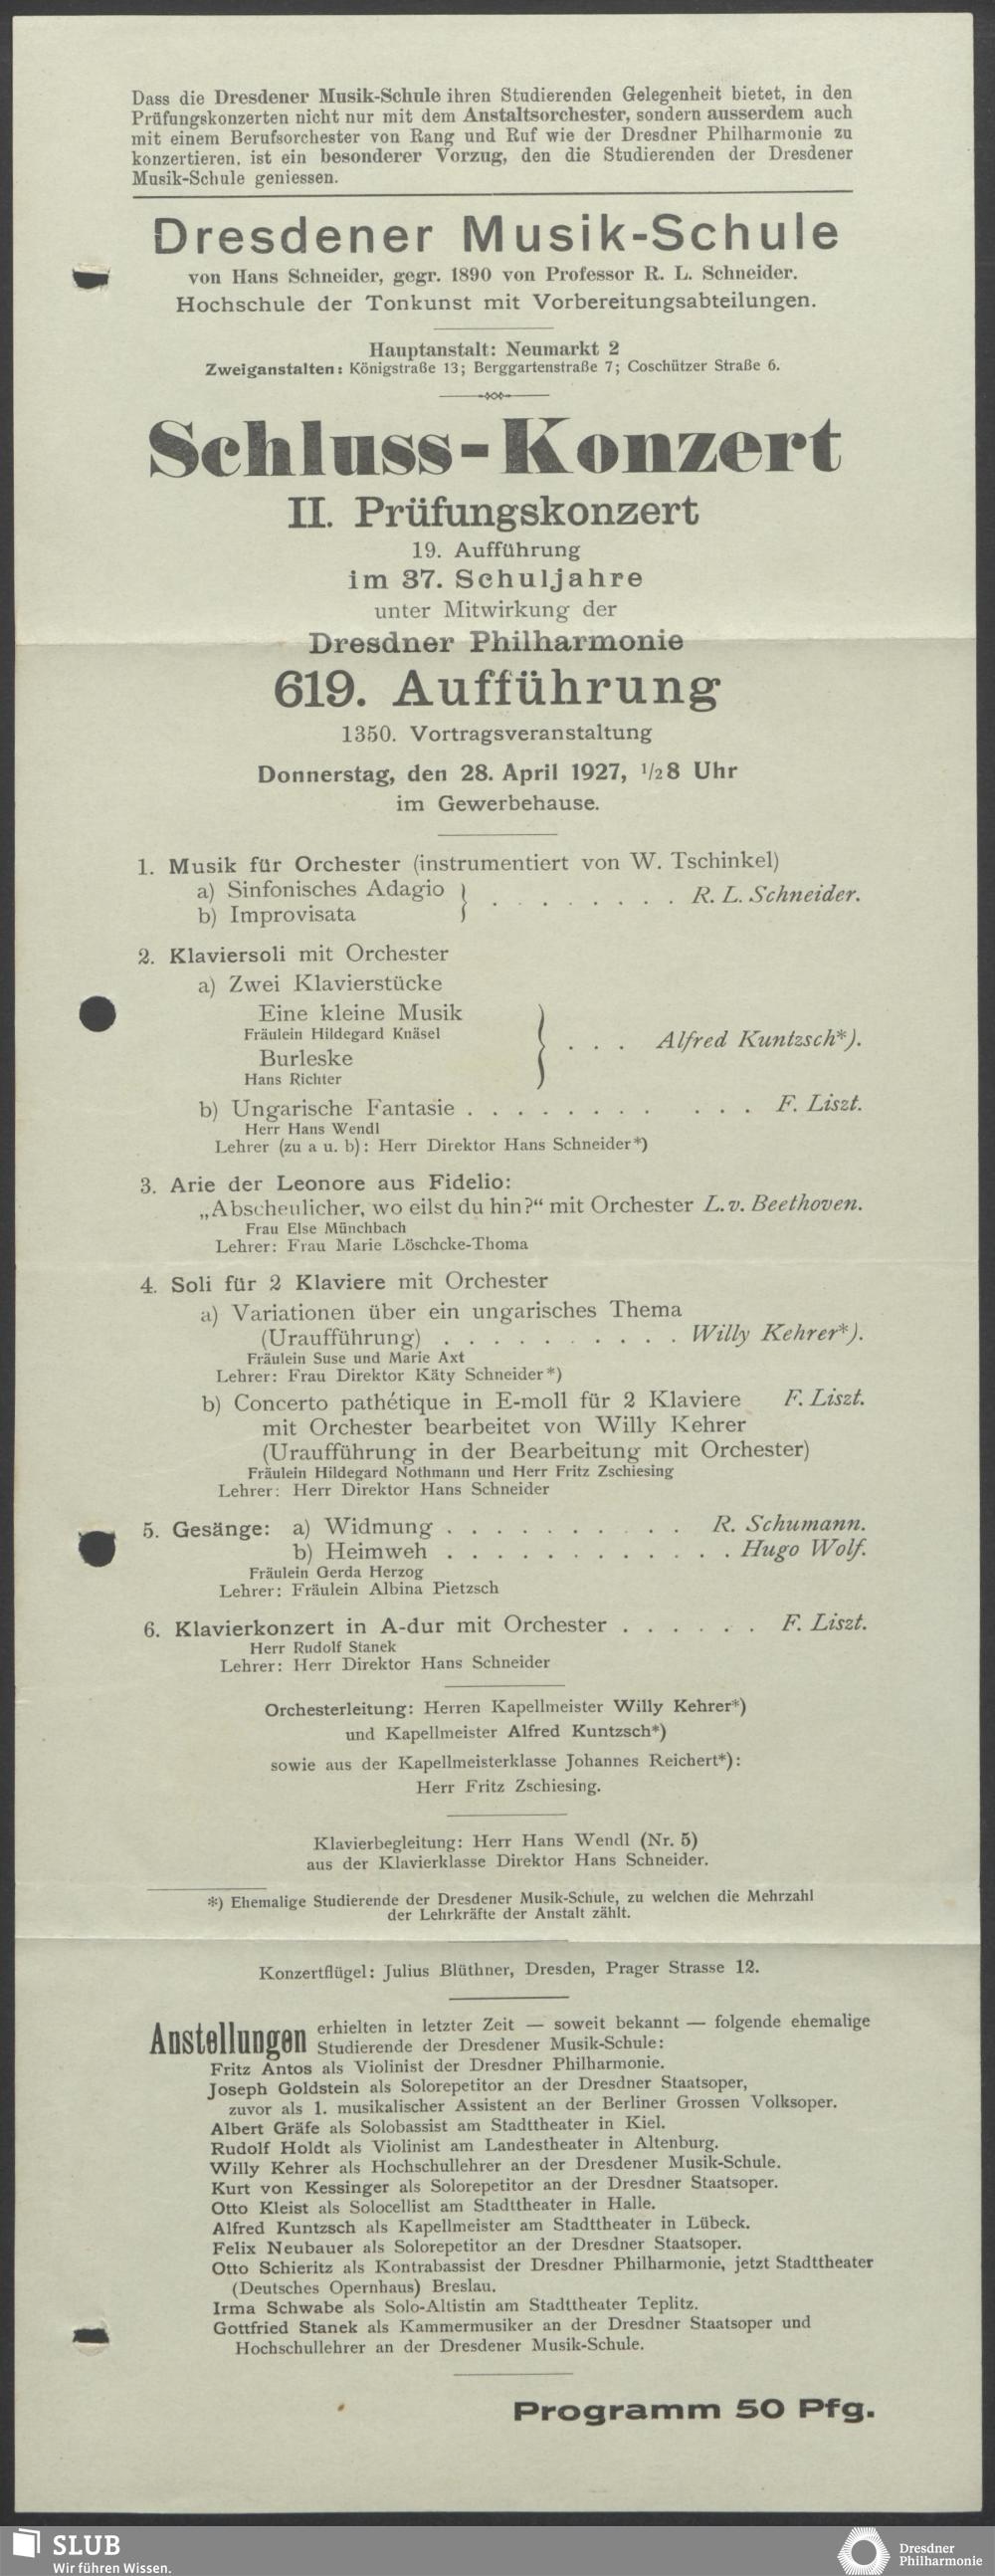 Dass die Dresdener Musik-Schule ihren Studierenden Gelegenheit bietet, in den
Prüfungskonzerten nicht nur mit dem Anstaltsorchester, sondern ausserdem auch
mit einem Berufsorchester von Rang und Ruf wie der Dresdner Philharmonie zu
konzertieren, ist ein besonderer Vorzug, den die Studierenden der Dresdener
Musik-Schule geniessen.
Dresdener Musik-Schule
von Hans Schneider, gegr. 1890 von Professor R. L. Schneider.
Hochschule der Tonkunst mit Vorbereitungsabteilungen.
Hauptanstalt: Neumarkt 2
Zweiganstalten: Königstraße 13; Berggartenstraße 7; Coschützer Straße 6.
Schluss-Konzert
II. Prüfungskonzert
19. Aufführung
im 37. Schuljahre
unter Mitwirkung der
Dresdner Philharmonie
619. Aufführung
1350. Vortragsveranstaltung
Donnerstag, den 28. April 1927, 1/28 Uhr
im Gewerbehause.
1. Musik für Orchester (instrumentiert von W. Tschinkel)
a) Sinfonisches Adagio
b) Improvisata } . . . . . . . . R. L. Schneider.
2. Klaviersoli mit Orchester
a) Zwei Klavierstücke
Eine kleine Musik
Fräulein Hildegard Knäsel
} . . . Alfred Kuntzsch*).
Burleske
Hans Richter
b) Ungarische Fantasie . . . . . . . . . . . F. Liszt.
Herr Hans Wendl
Lehrer (zu a u. b): Herr Direktor Hans Schneider*)
3. Arie der Leonore aus Fidelio:
„Abscheulicher, wo eilst du hin?“ mit Orchester L. v. Beethoven.
Frau Else Münchbach
Lehrer: Frau Marie Löschcke-Thoma
4. Soli für 2 Klaviere mit Orchester
a) Variationen über ein ungarisches Thema
(Uraufführung) . . . . . . . . . . Willy Kehrer*).
Fräulein Suse und Marie Axt
Lehrer: Frau Direktor Käty Schneider*)
b) Concerto pathétique in E-moll für 2 Klaviere F. Liszt.
mit Orchester bearbeitet von Willy Kehrer
(Uraufführung in der Bearbeitung mit Orchester)
Fräulein Hildegard Nothmann und Herr Fritz Zschiesing
Lehrer: Herr Direktor Hans Schneider
5. Gesänge: a) Widmung . . . . . . . . . . R. Schumann.
b) Heimweh . . . . . . . . . . . . Hugo Wolf.
Fräulein Gerda Herzog
Lehrer: Fräulein Albina Pietzsch
6. Klavierkonzert in A-dur mit Orchester . . . . . . F. Liszt.
Herr Rudolf Stanek
Lehrer: Herr Direktor Hans Schneider
Orchesterleitung: Herren Kapellmeister Willy Kehrer*)
und Kapellmeister Alfred Kuntzsch*)
sowie aus der Kapellmeisterklasse Johannes Reichert*):
Herr Fritz Zschiesing.
Klavierbegleitung: Herr Hans Wendl (Nr. 5)
aus der Klavierklasse Direktor Hans Schneider.
*) Ehemalige Studierende der Dresdener Musik-Schule, zu welchen die Mehrzahl
der Lehrkräfte der Anstalt zählt.
Konzertflügel: Julius Blüthner, Dresden, Prager Strasse 12.
Anstellungen erhielten in letzter Zeit — soweit bekannt — folgende ehemalige
Studierende der Dresdener Musik-Schule:
Fritz Antos als Violinist der Dresdner Philharmonie.
Joseph Goldstein als Solorepetitor an der Dresdner Staatsoper,
zuvor als 1. musikalischer Assistent an der Berliner Grossen Volksoper.
Albert Gräfe als Solobassist am Stadttheater in Kiel.
Rudolf Holdt als Violinist am Landestheater in Altenburg.
Willy Kehrer als Hochschullehrer an der Dresdener Musik-Schule.
Kurt von Kessinger als Solorepetitor an der Dresdner Staatsoper.
Otto Kleist als Solocellist am Stadttheater in Halle.
Alfred Kuntzsch als Kapellmeister am Stadttheater in Lübeck.
Felix Neubauer als Solorepetitor an der Dresdner Staatsoper.
Otto Schieritz als Kontrabassist der Dresdner Philharmonie, jetzt Stadttheater
(Deutsches Opernhaus) Breslau.
Irma Schwabe als Solo-Altistin am Stadttheater Teplitz.
Gottfried Stanek als Kammermusiker an der Dresdner Staatsoper und
Hochschullehrer an der Dresdener Musik-Schule.
Programm 50 Pfg.
SLUB
Wir führen Wissen.
Dresdner
Philharmonie